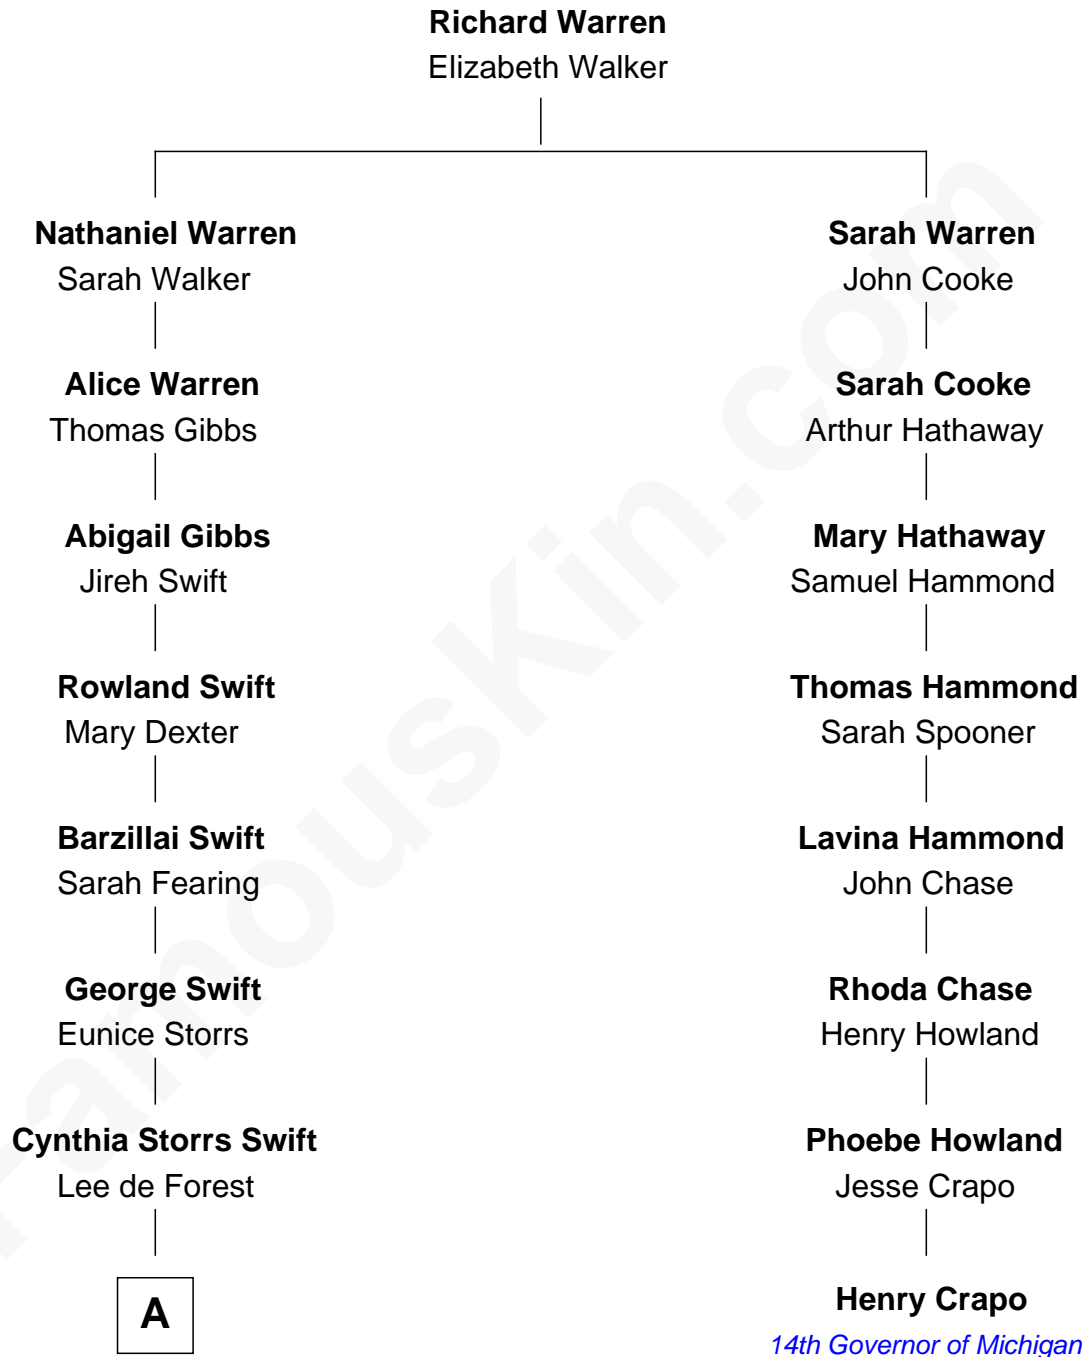 Richard Warren
Elizabeth Walker
Nathaniel Warren
Sarah Walker
Sarah Warren
John Cooke
Alice Warren
Thomas Gibbs
Sarah Cooke
Arthur Hathaway
Abigail Gibbs
Jireh Swift
Mary Hathaway
Samuel Hammond
Rowland Swift
Mary Dexter
Thomas Hammond
Sarah Spooner
Barzillai Swift
Sarah Fearing
Lavina Hammond
John Chase
George Swift
Eunice Storrs
Rhoda Chase
Henry Howland
Cynthia Storrs Swift
Lee de Forest
Phoebe Howland
Jesse Crapo
A
Henry Crapo
14th Governor of Michigan
FamousKin.com